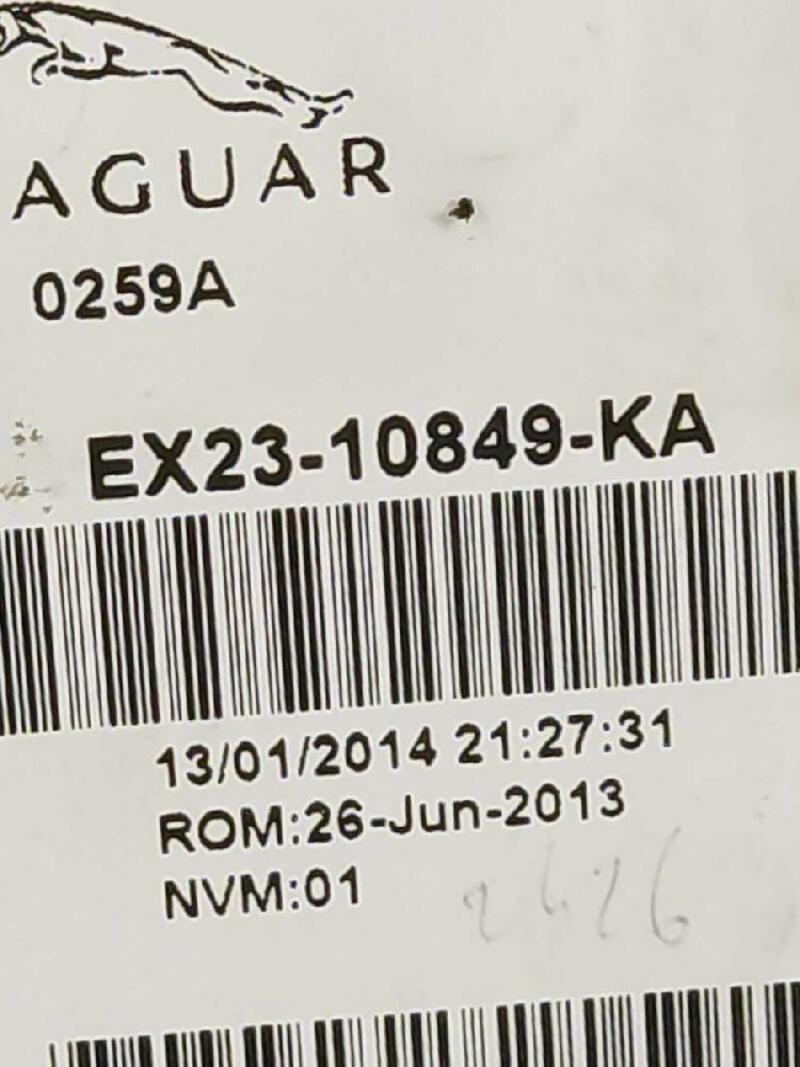 AGUAR
0259A
EX23-10849-KA
13/01/2014 21:27:31
ROM:26-Jun-2013
NVM:01